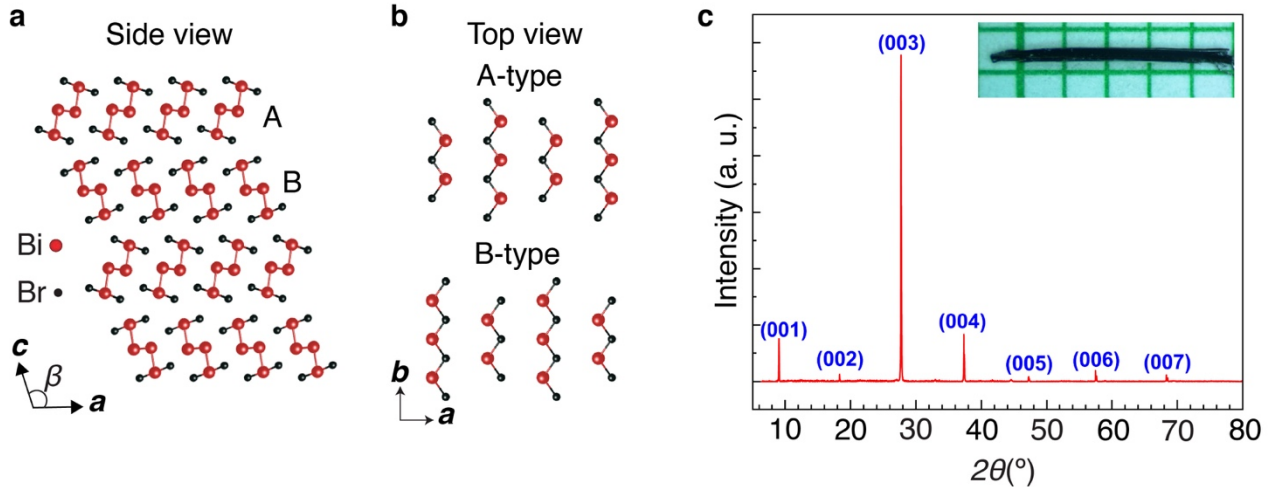 a
Side view
A
B
Bi
Br
c
β
a
b
Top view
A-type
B-type
b
a
c
Intensity (a. u.)
(001)
(002)
(003)
(004)
(005)
(006)
(007)
10 20 30 40 50 60 70 80
2θ(°)